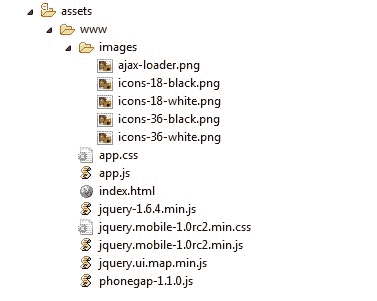 assets
www
images
ajax-loader.png
icons-18-black.png
icons-18-white.png
icons-36-black.png
icons-36-white.png
app.css
app.js
index.html
jquery-1.6.4.min.js
jquery.mobile-1.0rc2.min.css
jquery.mobile-1.0rc2.min.js
jquery.ui.map.min.js
phonegap-1.1.0.js